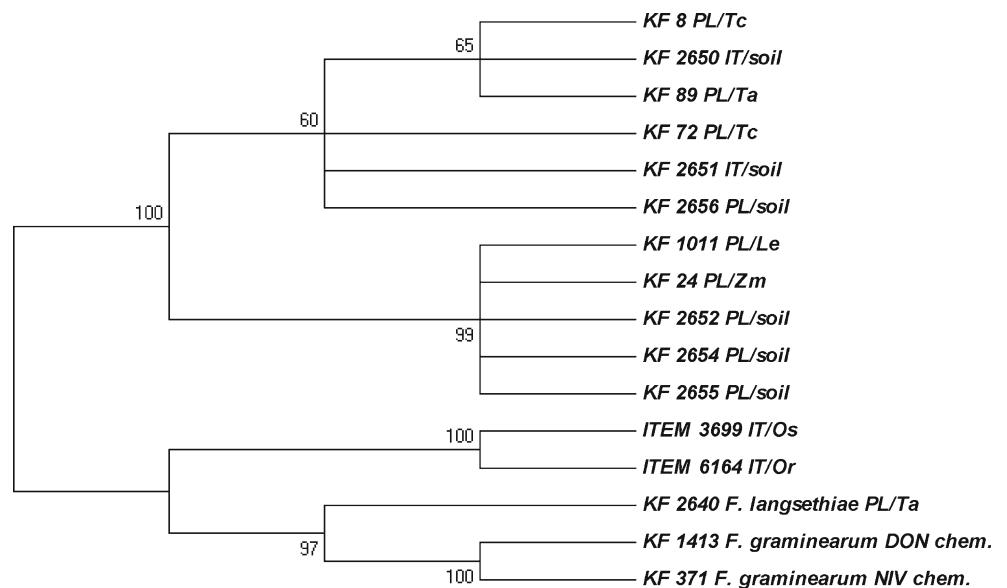 KF 8 PL/Tc
65
KF 2650 IT/soil
KF 89 PL/Ta
60
KF 72 PL/Tc
KF 2651 IT/soil
KF 2656 PL/soil
100
KF 1011 PL/Le
KF 24 PL/Zm
KF 2652 PL/soil
99
KF 2654 PL/soil
KF 2655 PL/soil
ITEM 3699 IT/Os
100
ITEM 6164 IT/Or
KF 2640 F. langsethiae PL/Ta
97
KF 1413 F. graminearum DON chem.
100
KF 371 F. graminearum NIV chem.